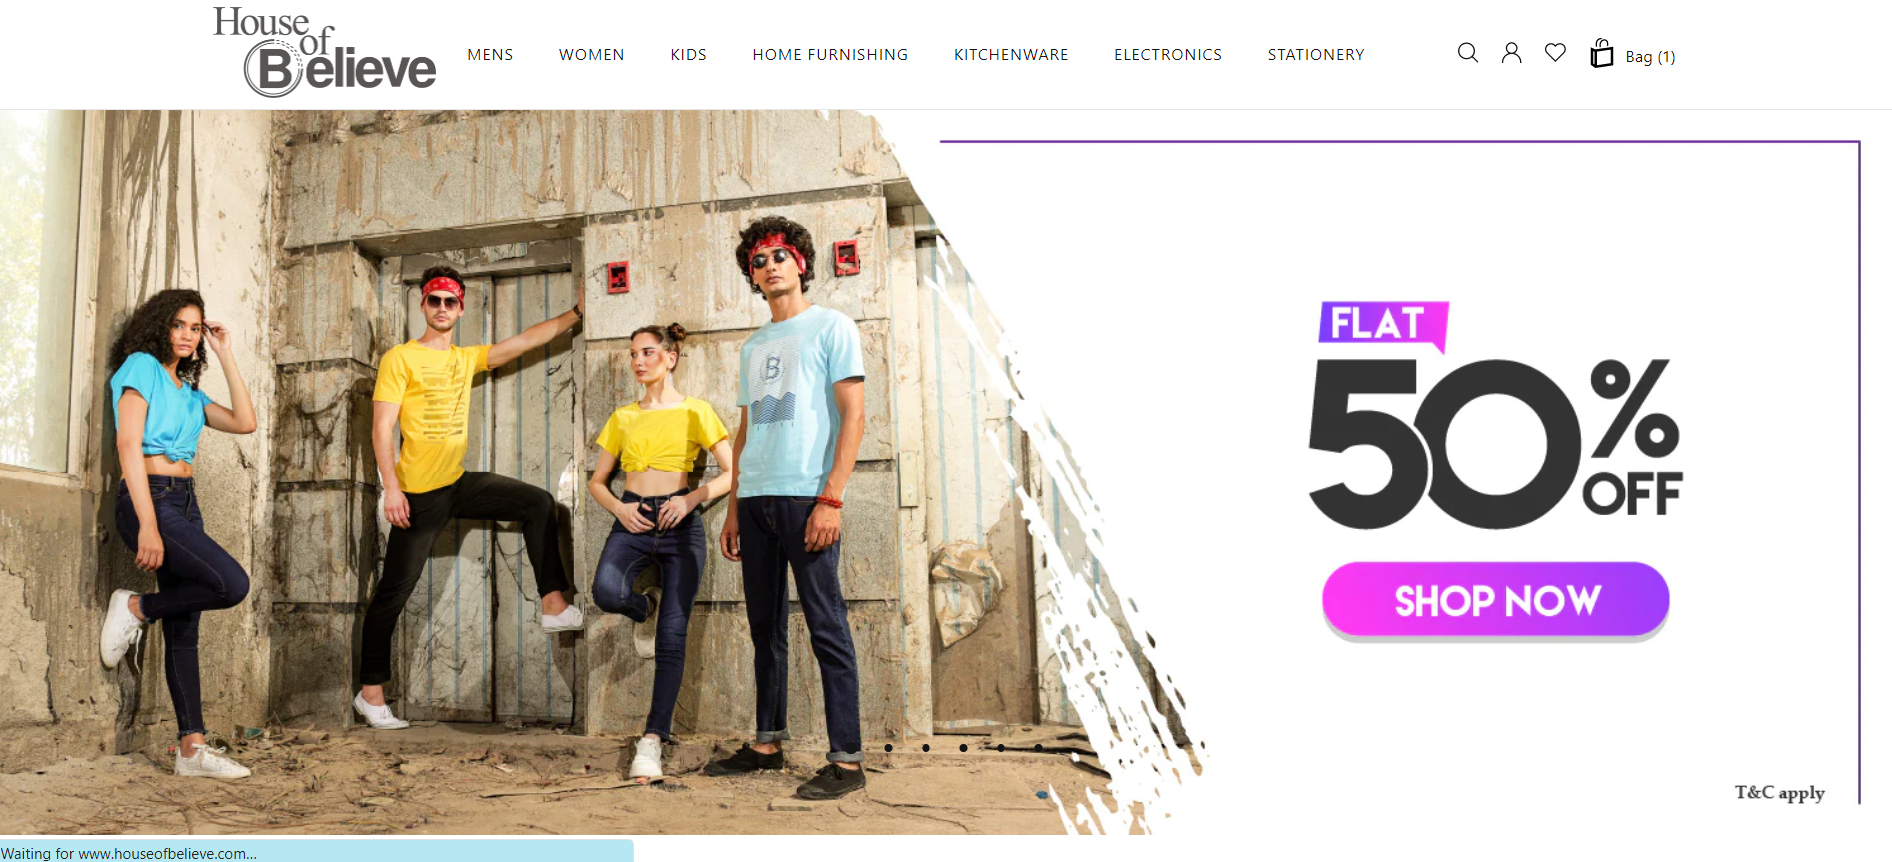 House
of
Believe
MENS
WOMEN
KIDS
HOME FURNISHING
KITCHENWARE
ELECTRONICS
STATIONERY
Bag (1)
B
FLAT
50%
OFF
SHOP NOW
T&C apply
Waiting for www.houseofbelieve.com...